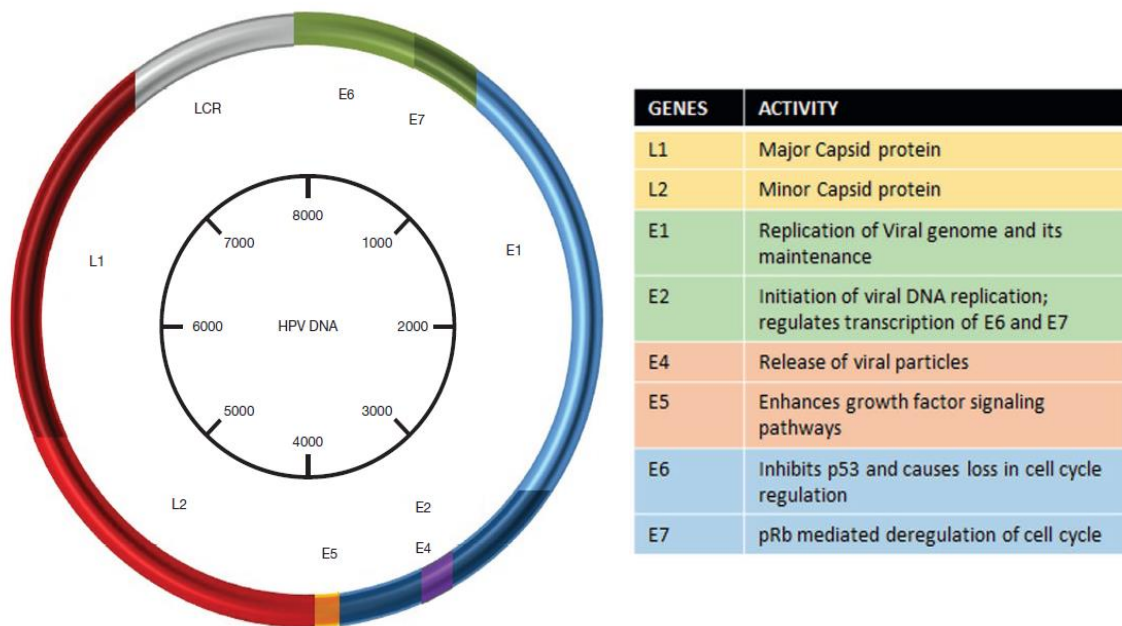 LCR
E6
E7
E1
L1
L2
E2
E4
E5
8000
1000
2000
3000
4000
5000
6000
7000
HPV DNA
GENES ACTIVITY
L1 Major Capsid protein
L2 Minor Capsid protein
E1 Replication of Viral genome and its
maintenance
E2 Initiation of viral DNA replication;
regulates transcription of E6 and E7
E4 Release of viral particles
E5 Enhances growth factor signaling
pathways
E6 Inhibits p53 and causes loss in cell cycle
regulation
E7 pRb mediated deregulation of cell cycle